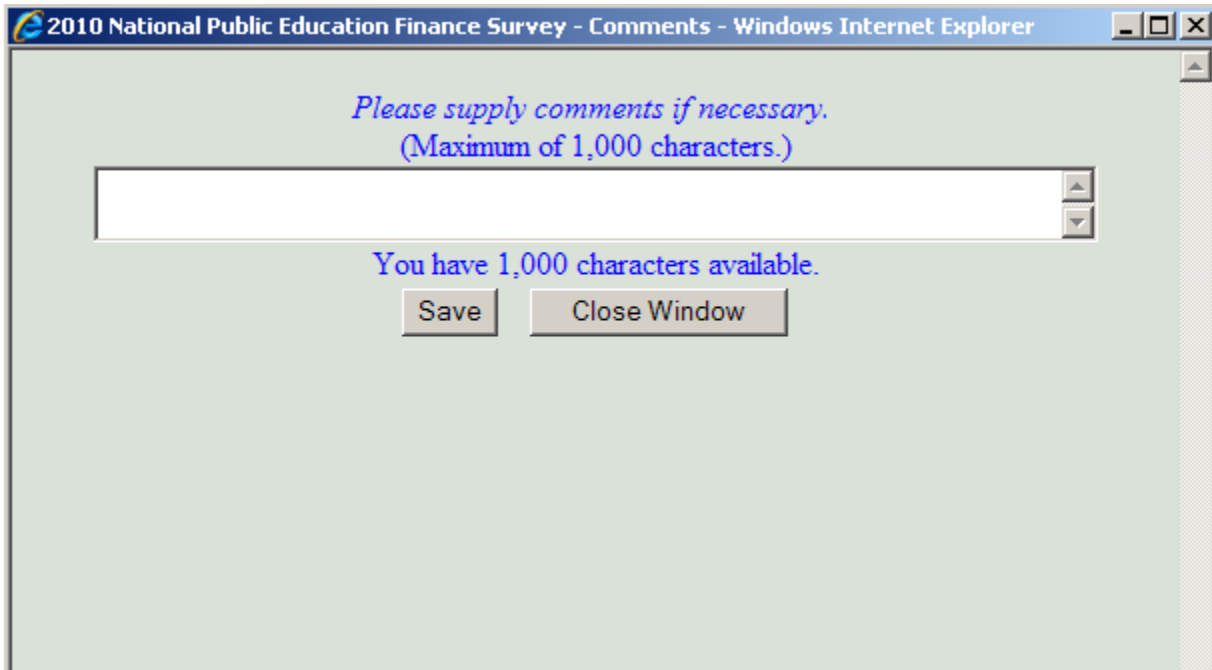 2010 National Public Education Finance Survey - Comments - Windows Internet Explorer
Please supply comments if necessary.
(Maximum of 1,000 characters.)
You have 1,000 characters available.
Save Close Window